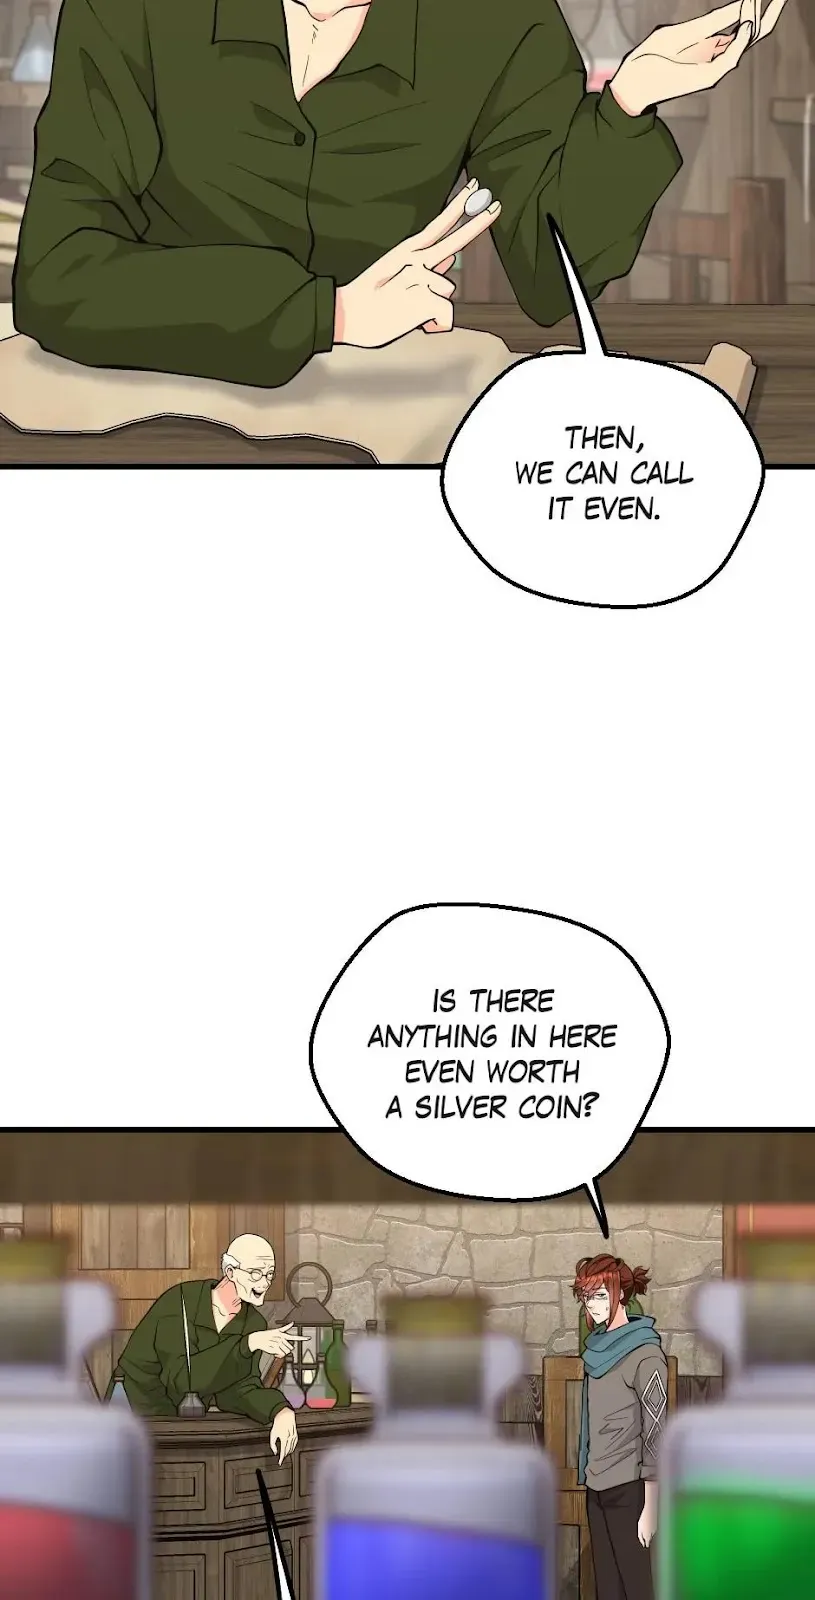 THEN,
WE CAN CALL
IT EVEN.
IS THERE
ANYTHING IN HERE
EVEN WORTH
A SILVER COIN?